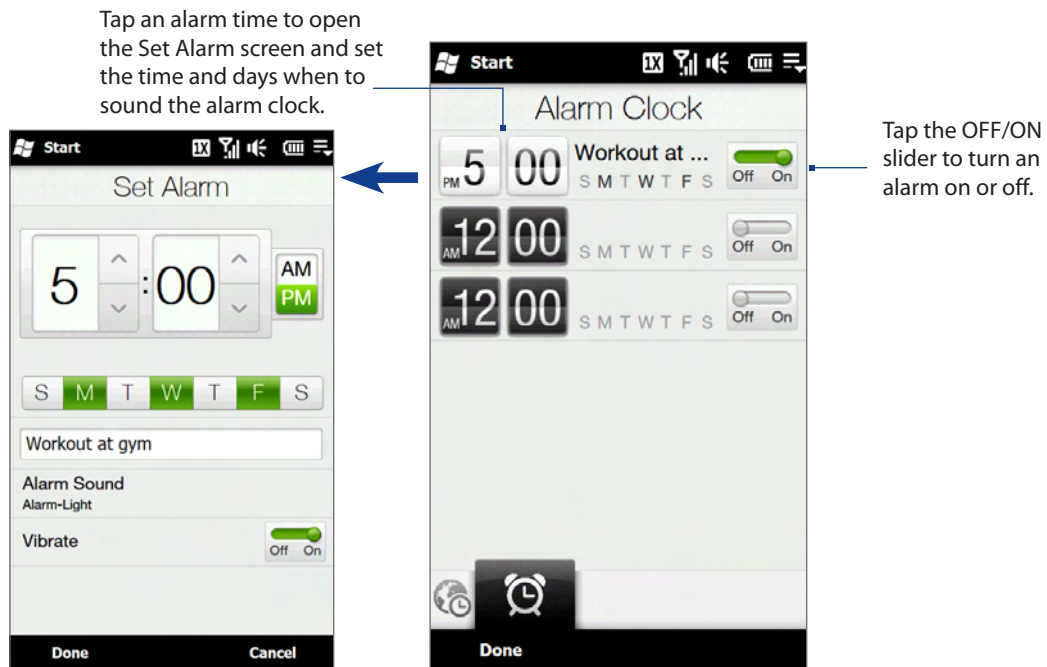 Tap an alarm time to open
the Set Alarm screen and set
the time and days when to
sound the alarm clock.
Start 1X
Set Alarm
5 : 00 AM
PM
S M T W T F S
Workout at gym
Alarm Sound
Alarm-Light
Vibrate
Off On
Done Cancel
Start 1X
Alarm Clock
PM 5 00 Workout at ...
S M T W T F S
Off On
AM 12 00
S M T W T F S
Off On
AM 12 00
S M T W T F S
Off On
Done
Tap the OFF/ON
slider to turn an
alarm on or off.